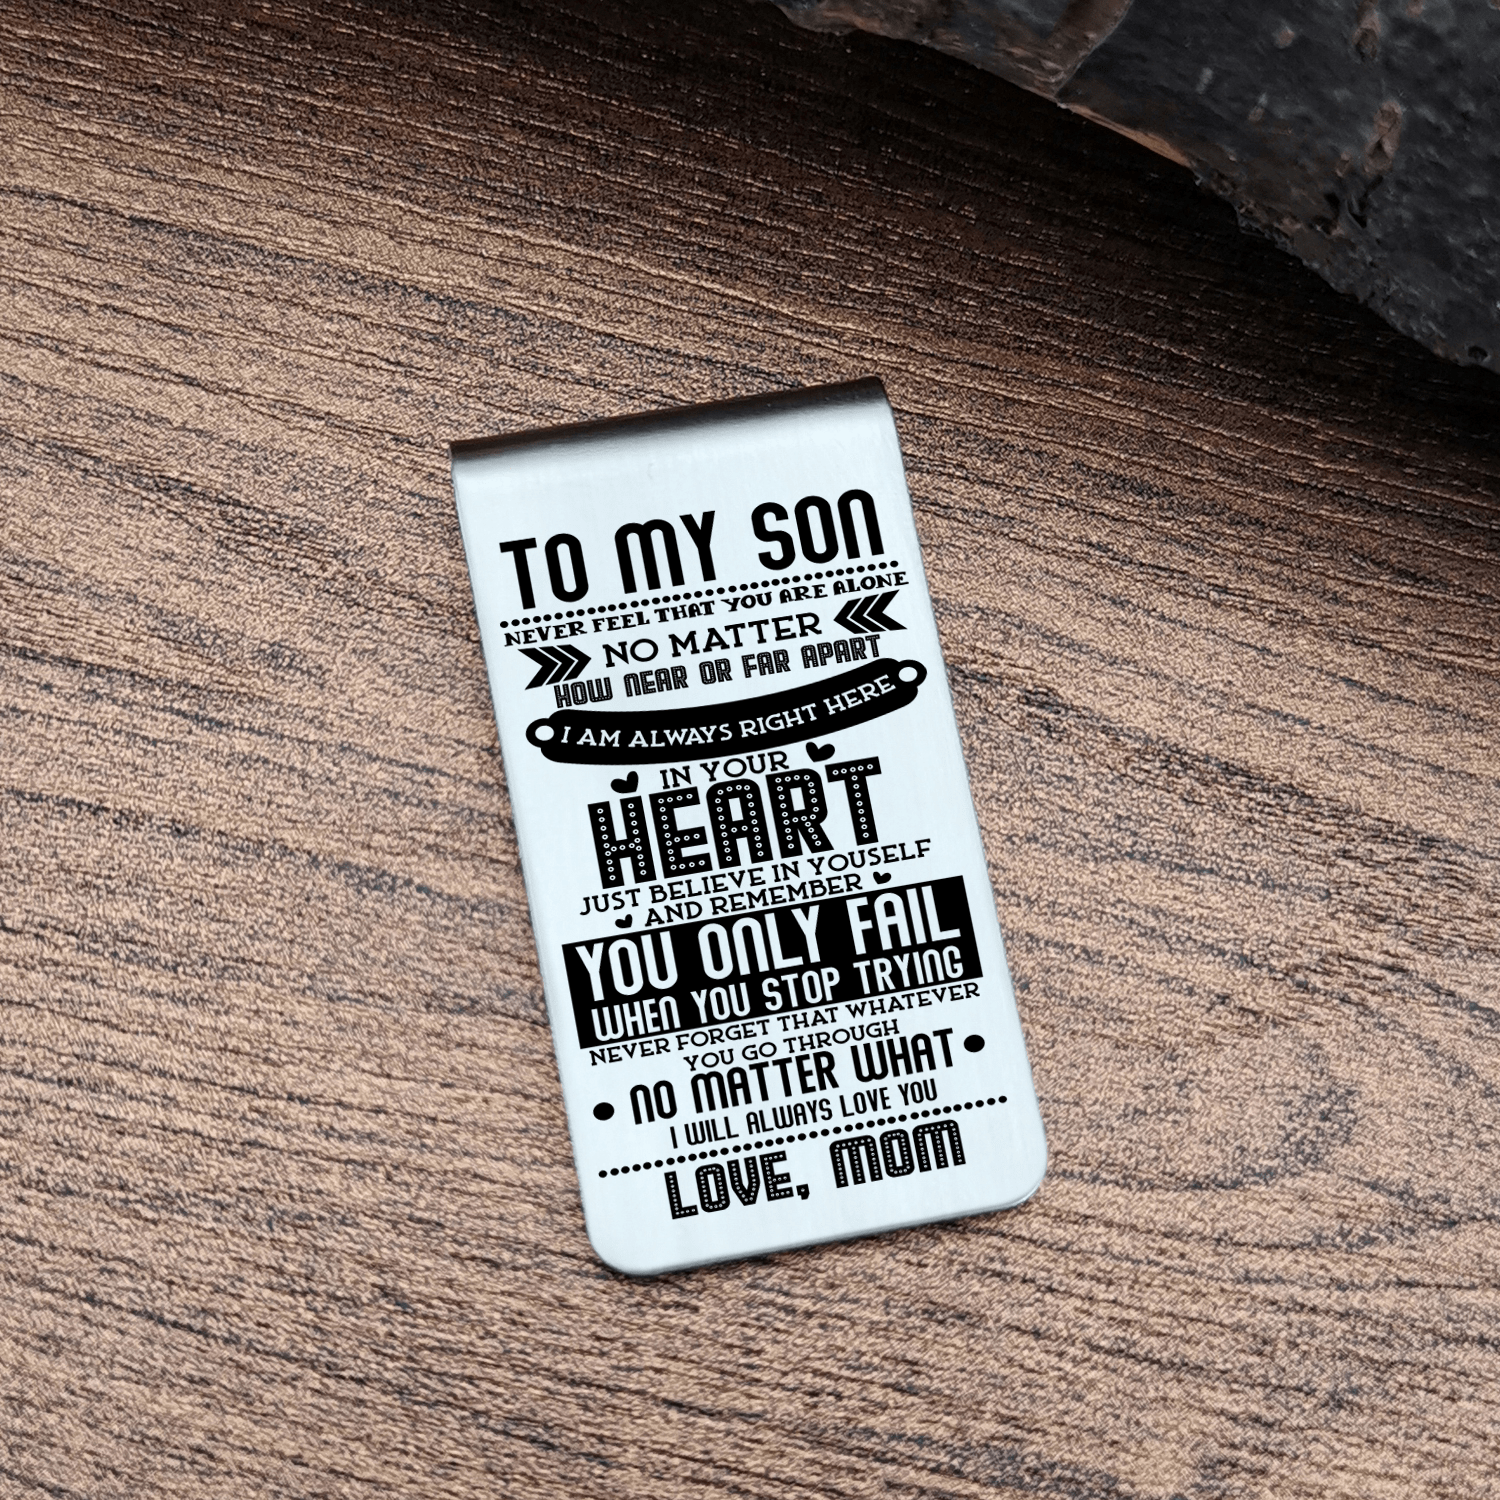 TO MY SON
NEVER FEEL THAT YOU ARE ALONE
NO MATTER
HOW NEAR OR FAR APART
I AM ALWAYS RIGHT HERE
IN YOUR
HEART
JUST BELIEVE IN YOUSELF
AND REMEMBER
YOU ONLY FAIL
WHEN YOU STOP TRYING
NEVER FORGET THAT WHATEVER
YOU GO THROUGH
NO MATTER WHAT
I WILL ALWAYS LOVE YOU
LOVE, MOM